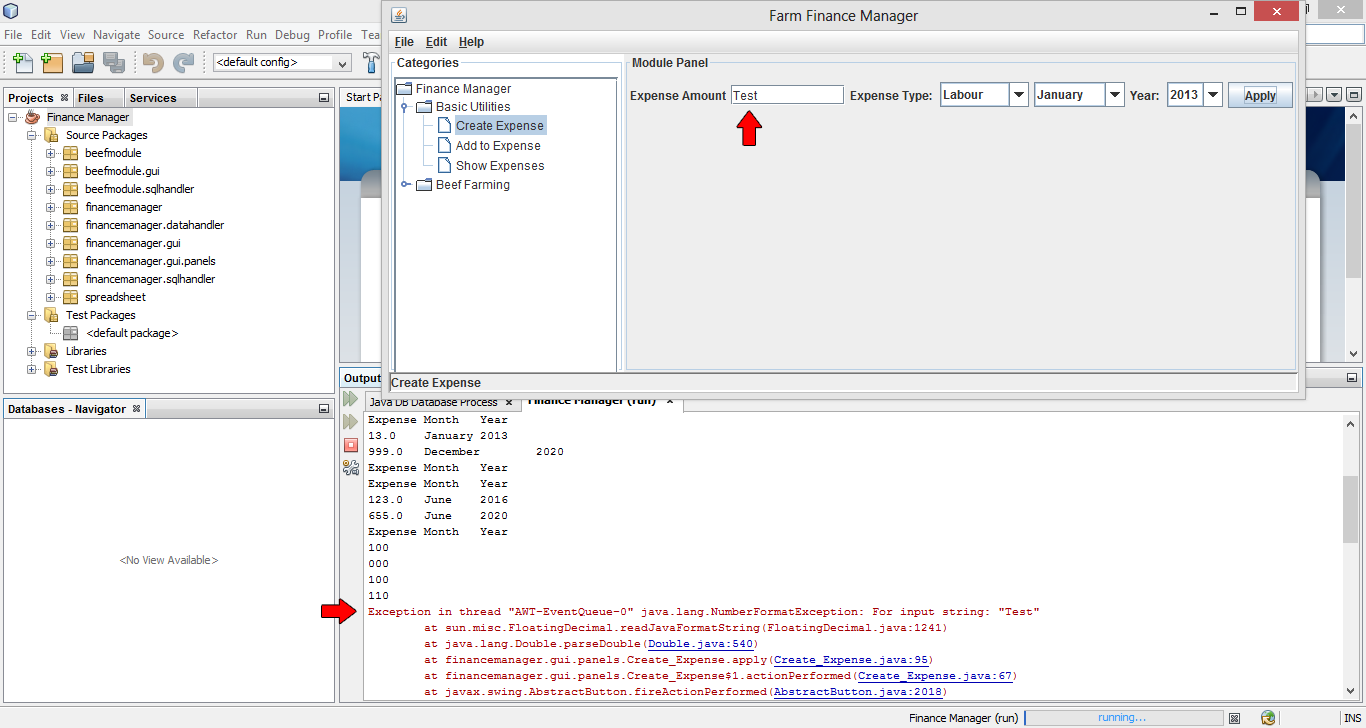 Farm Finance Manager
File Edit View Navigate Source Refactor Run Debug Profile Tea
<default config>
File Edit Help
Categories
Finance Manager
Basic Utilities
Create Expense
Add to Expense
Show Expenses
Beef Farming
Module Panel
Expense Amount Test Expense Type: Labour January Year: 2013 Apply
Create Expense
Projects Files Services
Finance Manager
Source Packages
beefmodule
beefmodule.gui
beefmodule.sqlhandler
financemanager
financemanager.datahandler
financemanager.gui
financemanager.gui.panels
financemanager.sqlhandler
spreadsheet
Test Packages
<default package>
Libraries
Test Libraries
Databases - Navigator
<No View Available>
Start Pa
Output
Java Db Database Process Finance Manager (run)
Expense Month Year
13.0 January 2013
999.0 December 2020
Expense Month Year
Expense Month Year
123.0 June 2016
655.0 June 2020
Expense Month Year
100
000
100
110
Exception in thread "AWT-EventQueue-0" java.lang.NumberFormatException: For input string: "Test"
at sun.misc.FloatingDecimal.readJavaFormatString(FloatingDecimal.java:1241)
at java.lang.Double.parseDouble(Double.java:540)
at financemanager.gui.panels.Create_Expense.apply(Create_Expense.java:95)
at financemanager.gui.panels.Create_Expense$1.actionPerformed(Create_Expense.java:67)
at javax.swing.AbstractButton.fireActionPerformed(AbstractButton.java:2018)
Finance Manager (run) running... INS